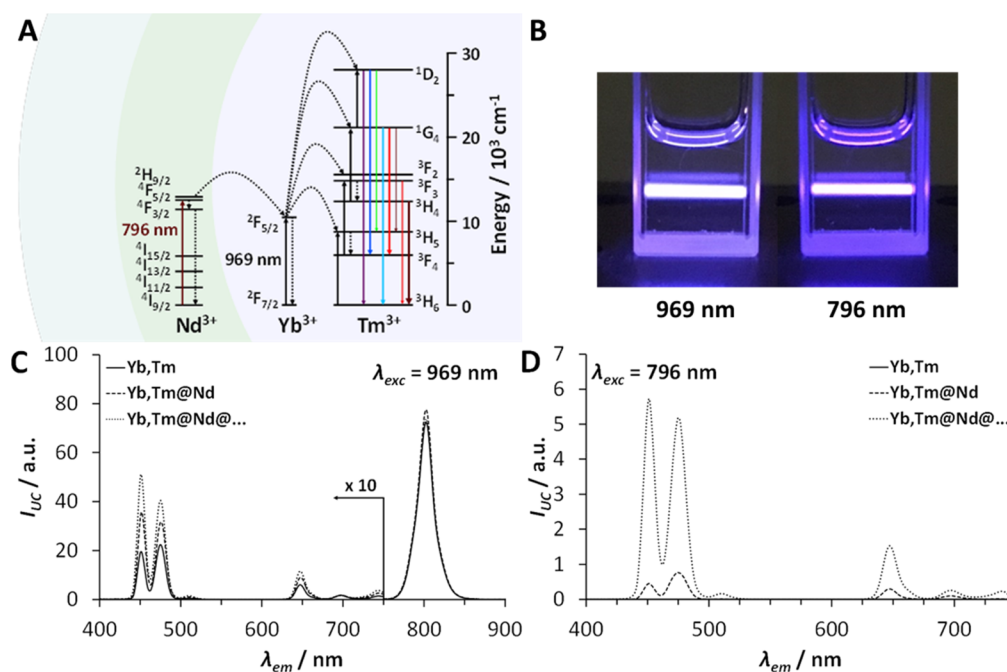 A
B
30
20
10
0
Energy / 10³ cm⁻¹
¹D₂
¹G₄
³F₂
³F₃
³H₄
³H₅
³F₄
³H₆
²H₉/₂
⁴F₅/₂
⁴F₃/₂
796 nm
⁴I₁₅/₂
⁴I₁₃/₂
⁴I₁₁/₂
⁴I₉/₂
²F₅/₂
969 nm
²F₇/₂
Nd³⁺ Yb³⁺ Tm³⁺
969 nm 796 nm
C
Yb,Tm
Yb,Tm@Nd
Yb,Tm@Nd@...
λexc = 969 nm
x 10
100
80
60
40
20
0
I_UC / a.u.
400 500 600 700 800 900
λem / nm
D
λexc = 796 nm
Yb,Tm
Yb,Tm@Nd
Yb,Tm@Nd@...
7
6
5
4
3
2
1
0
I_UC / a.u.
400 500 600 700
λem / nm